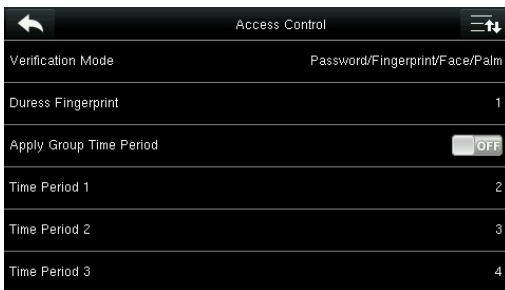 Access Control
Verification Mode Password/Fingerprint/Face/Palm
Duress Fingerprint 1
Apply Group Time Period OFF
Time Period 1 2
Time Period 2 3
Time Period 3 4